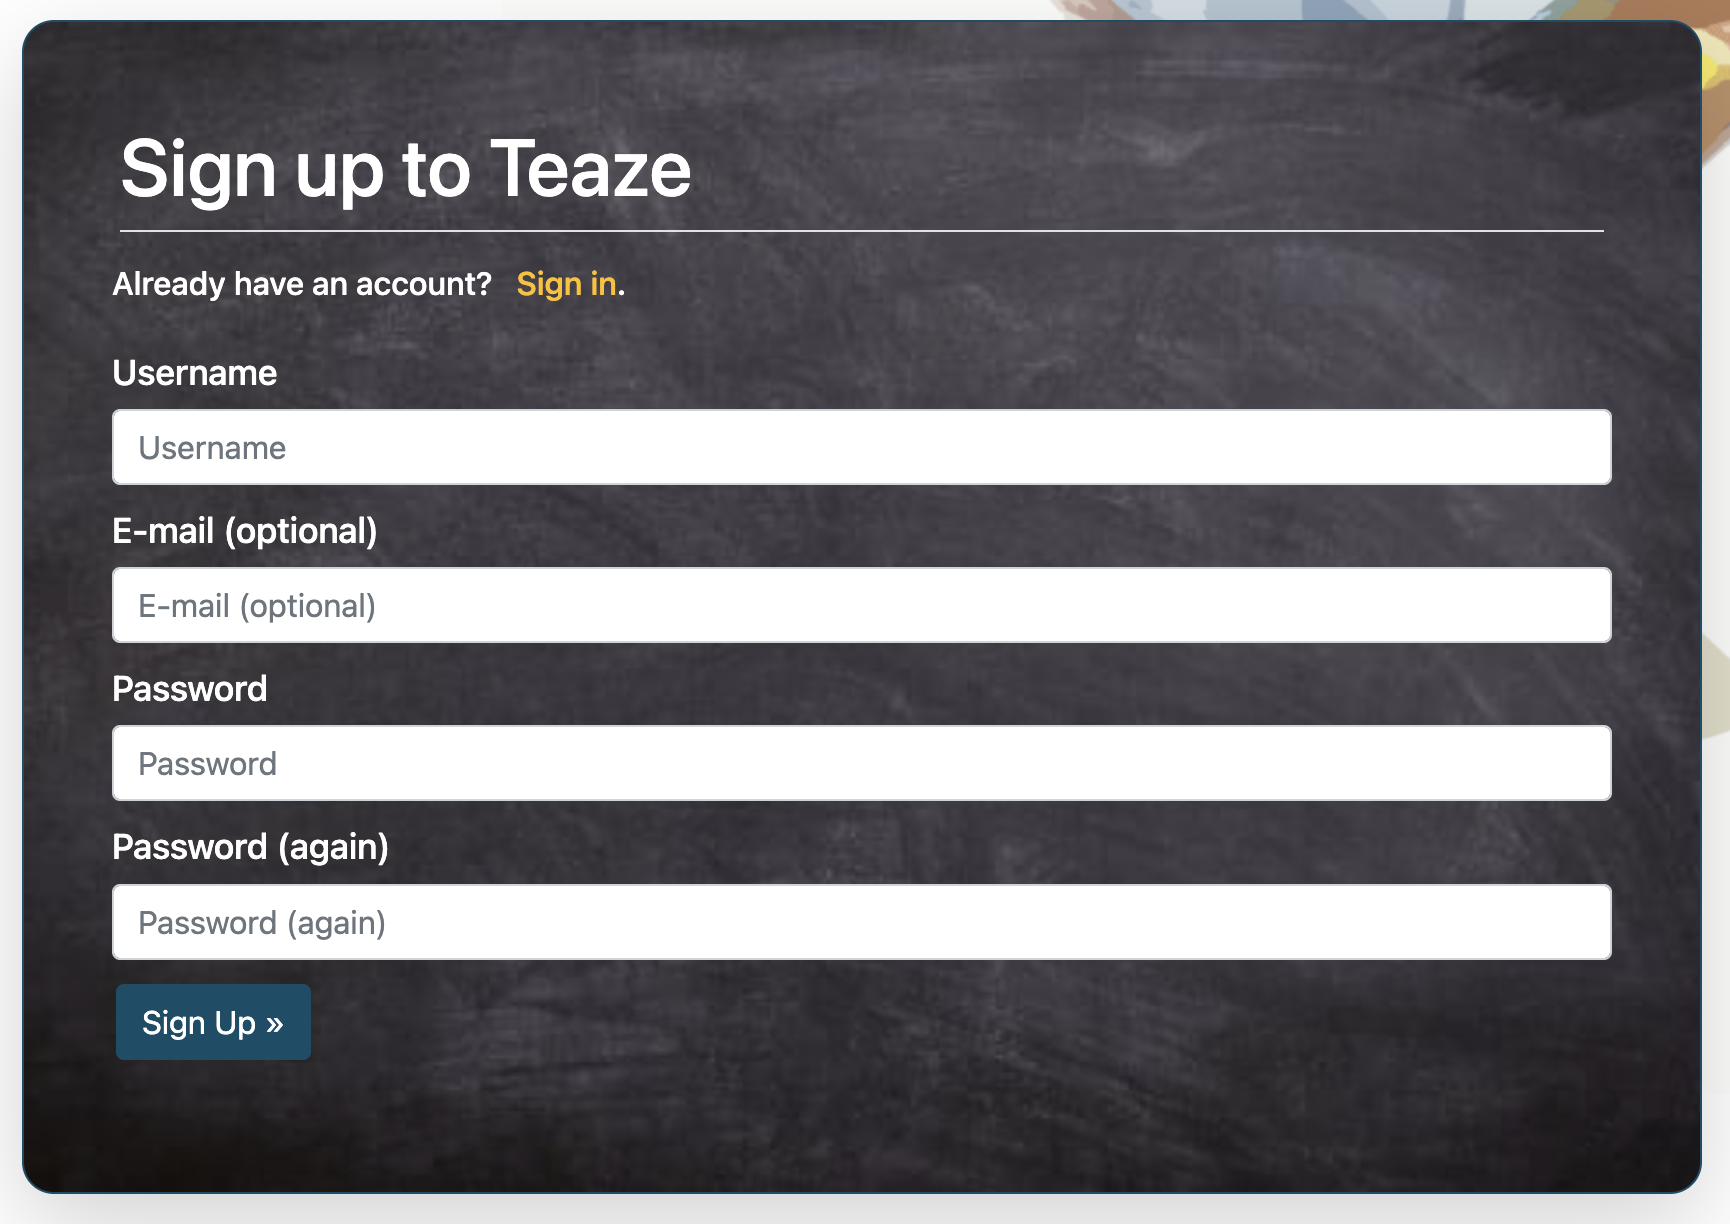 Sign up to Teaze
Already have an account? Sign in.
Username
Username
E-mail (optional)
E-mail (optional)
Password
Password
Password (again)
Password (again)
Sign Up »